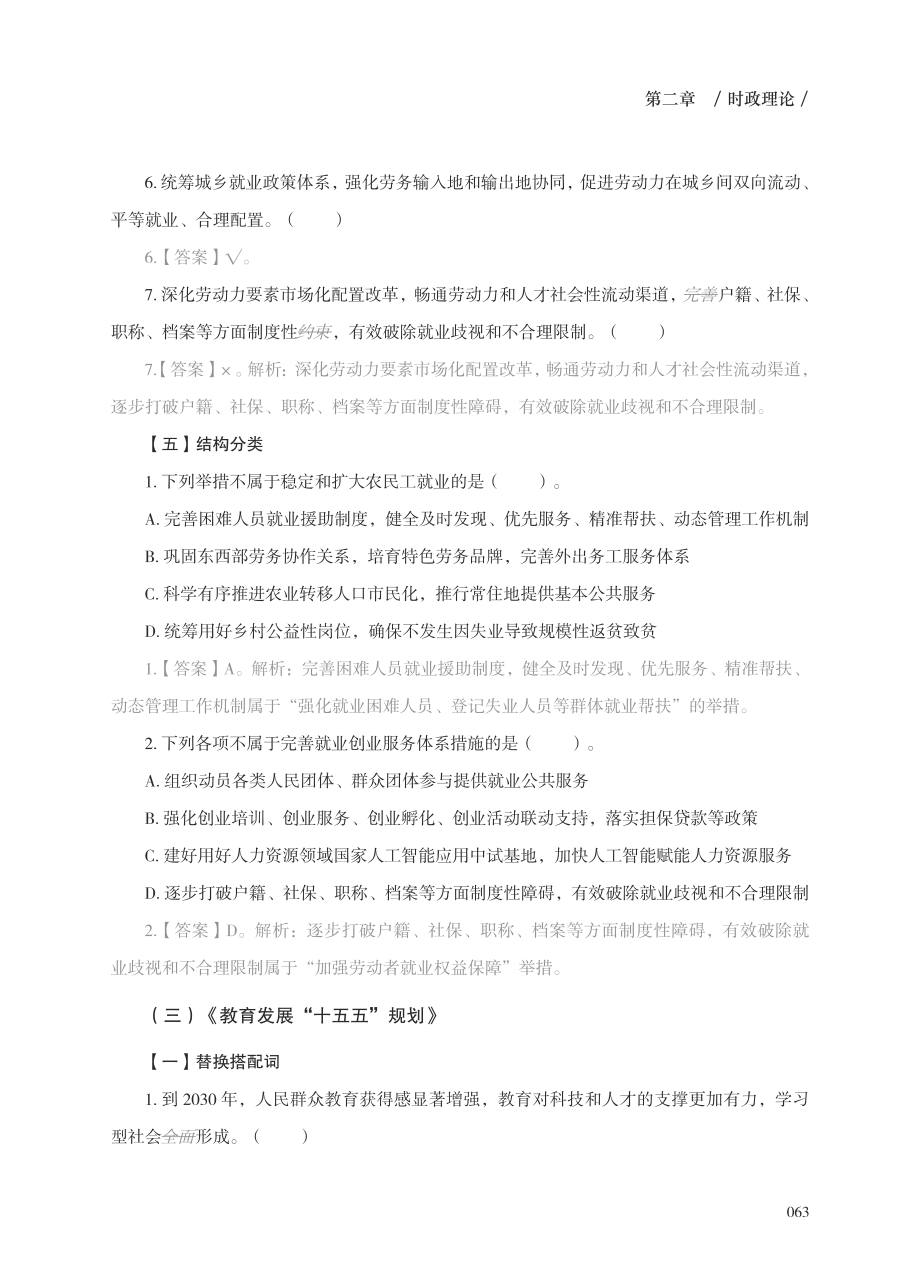 第二章 / 时政理论 /
6. 统筹城乡就业政策体系，强化劳务输入地和输出地协同，促进劳动力在城乡间双向流动、
平等就业、合理配置。（　　）
6.【答案】√。
7. 深化劳动力要素市场化配置改革，畅通劳动力和人才社会性流动渠道，完善户籍、社保、
职称、档案等方面制度性约束，有效破除就业歧视和不合理限制。（　　）
7.【答案】×。解析：深化劳动力要素市场化配置改革，畅通劳动力和人才社会性流动渠道，
逐步打破户籍、社保、职称、档案等方面制度性障碍，有效破除就业歧视和不合理限制。
【五】结构分类
1. 下列举措不属于稳定和扩大农民工就业的是（　　）。
A. 完善困难人员就业援助制度，健全及时发现、优先服务、精准帮扶、动态管理工作机制
B. 巩固东西部劳务协作关系，培育特色劳务品牌，完善外出务工服务体系
C. 科学有序推进农业转移人口市民化，推行常住地提供基本公共服务
D. 统筹用好乡村公益性岗位，确保不发生因失业导致规模性返贫致贫
1.【答案】A。解析：完善困难人员就业援助制度，健全及时发现、优先服务、精准帮扶、
动态管理工作机制属于“强化就业困难人员、登记失业人员等群体就业帮扶”的举措。
2. 下列各项不属于完善就业创业服务体系措施的是（　　）。
A. 组织动员各类人民团体、群众团体参与提供就业公共服务
B. 强化创业培训、创业服务、创业孵化、创业活动联动支持，落实担保贷款等政策
C. 建好用好人力资源领域国家人工智能应用中试基地，加快人工智能赋能人力资源服务
D. 逐步打破户籍、社保、职称、档案等方面制度性障碍，有效破除就业歧视和不合理限制
2.【答案】D。解析：逐步打破户籍、社保、职称、档案等方面制度性障碍，有效破除就
业歧视和不合理限制属于“加强劳动者就业权益保障”举措。
（三）《教育发展“十五五”规划》
【一】替换搭配词
1. 到 2030 年，人民群众教育获得感显著增强，教育对科技和人才的支撑更加有力，学习
型社会全面形成。（　　）
063